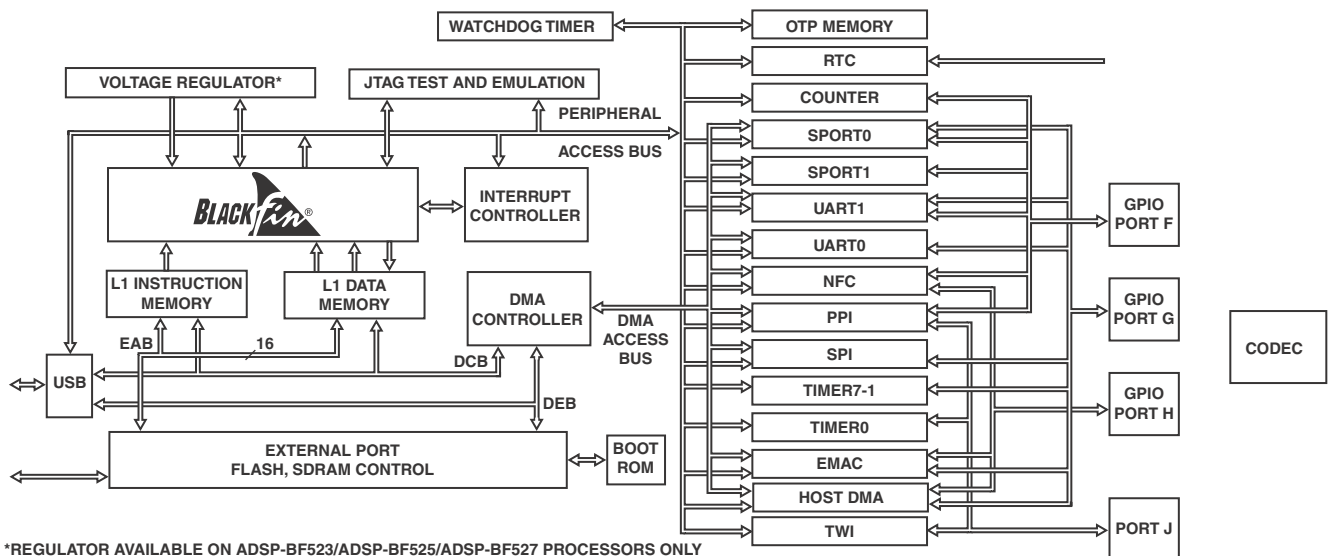 WATCHDOG TIMER
OTP MEMORY
RTC
VOLTAGE REGULATOR*
JTAG TEST AND EMULATION
COUNTER
PERIPHERAL
ACCESS BUS
SPORT0
SPORT1
BLACKfin®
INTERRUPT
CONTROLLER
UART1
GPIO
PORT F
UART0
L1 INSTRUCTION
MEMORY
L1 DATA
MEMORY
DMA
CONTROLLER
NFC
DMA
ACCESS
BUS
PPI
GPIO
PORT G
EAB
16
DCB
SPI
CODEC
USB
TIMER7-1
GPIO
PORT H
DEB
TIMER0
EXTERNAL PORT
FLASH, SDRAM CONTROL
BOOT
ROM
EMAC
HOST DMA
TWI
PORT J
*REGULATOR AVAILABLE ON ADSP-BF523/ADSP-BF525/ADSP-BF527 PROCESSORS ONLY